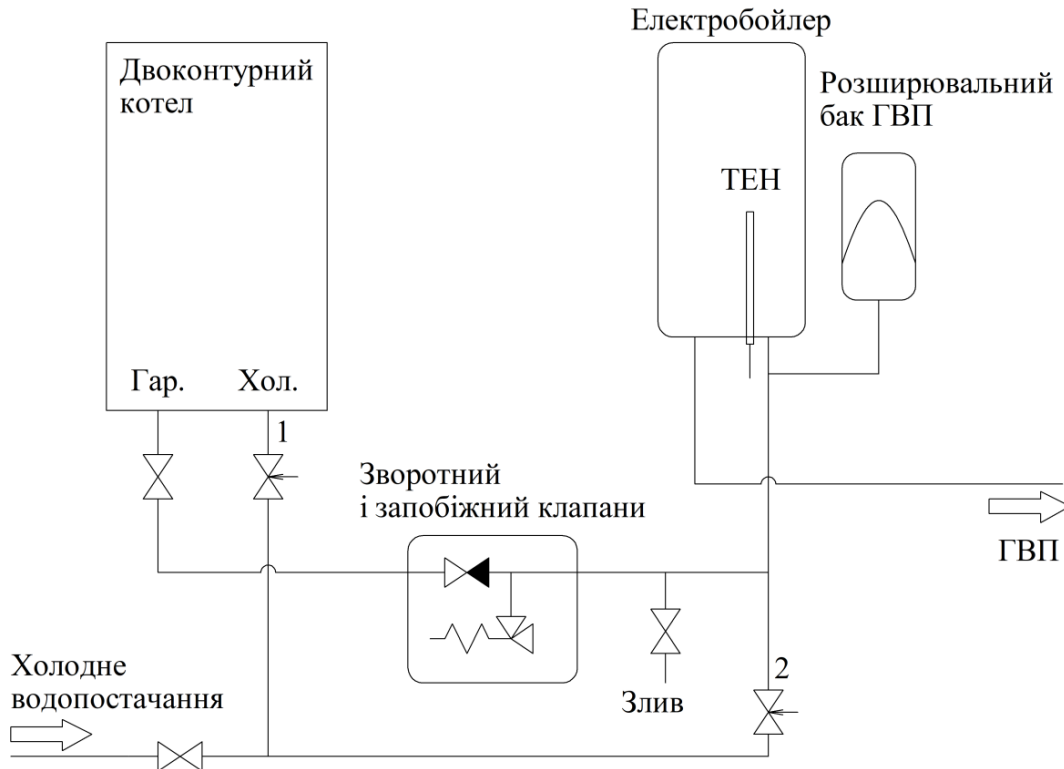 Електробойлер
Двоконтурний
котел
Розширювальний
бак ГВП
ТЕН
Гар.
Хол.
1
Зворотний
і запобіжний клапани
ГВП
Холодне
водопостачання
Злив
2